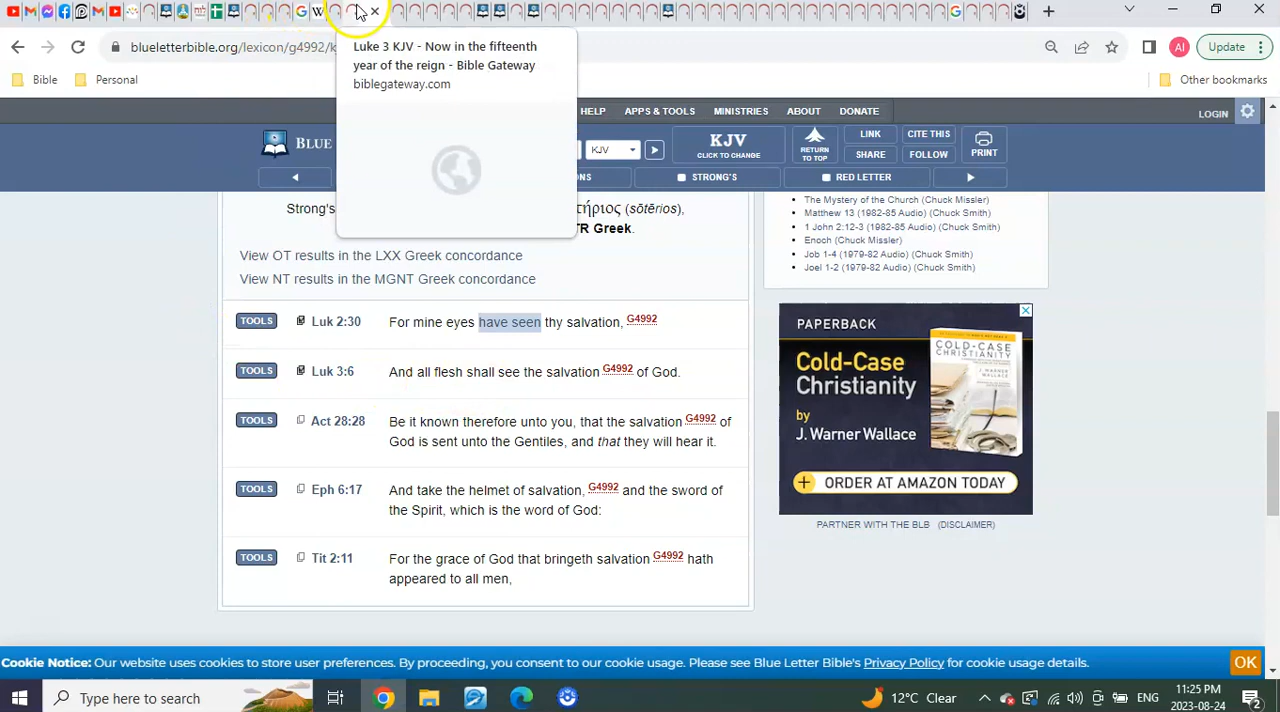 Luke 3 KJV - Now in the fifteenth
year of the reign - Bible Gateway
biblegateway.com
blueletterbible.org/lexicon/g4992/k
AI
Update
Bible
Personal
Other bookmarks
HELP
APPS & TOOLS
MINISTRIES
ABOUT
DONATE
LOGIN
BLUE
KJV
KJV
CLICK TO CHANGE
RETURN
TO TOP
LINK
CITE THIS
SHARE
FOLLOW
PRINT
ONS
STRONG'S
RED LETTER
Strong's
τήριος (sōtērios),
TR Greek.
View OT results in the LXX Greek concordance
View NT results in the MGNT Greek concordance
TOOLS Luk 2:30 For mine eyes have seen thy salvation, G4992
TOOLS Luk 3:6 And all flesh shall see the salvation G4992 of God.
TOOLS Act 28:28 Be it known therefore unto you, that the salvation G4992 of
God is sent unto the Gentiles, and that they will hear it.
TOOLS Eph 6:17 And take the helmet of salvation, G4992 and the sword of
the Spirit, which is the word of God:
TOOLS Tit 2:11 For the grace of God that bringeth salvation G4992 hath
appeared to all men,
The Mystery of the Church (Chuck Missler)
Matthew 13 (1982-85 Audio) (Chuck Smith)
1 John 2:12-3 (1982-85 Audio) (Chuck Smith)
Enoch (Chuck Missler)
Job 1-4 (1979-82 Audio) (Chuck Smith)
Joel 1-2 (1979-82 Audio) (Chuck Smith)
PAPERBACK
Cold-Case
Christianity
by
J. Warner Wallace
COLD-CASE
CHRISTIANITY
ORDER AT AMAZON TODAY
PARTNER WITH THE BLB (DISCLAIMER)
Cookie Notice: Our website uses cookies to store user preferences. By proceeding, you consent to our cookie usage. Please see Blue Letter Bible's Privacy Policy for cookie usage details.
OK
Type here to search
12°C Clear
ENG
11:25 PM
2023-08-24
2